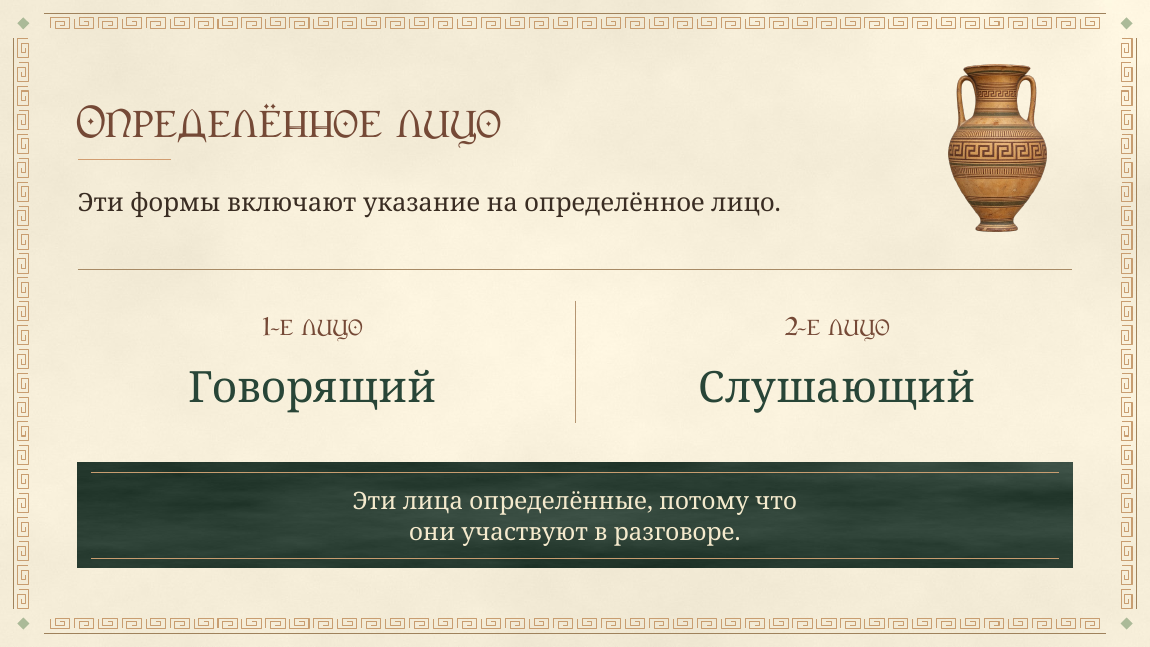 Определённое лицо
Эти формы включают указание на определённое лицо.
1-е лицо
Говорящий
2-е лицо
Слушающий
Эти лица определённые, потому что
они участвуют в разговоре.